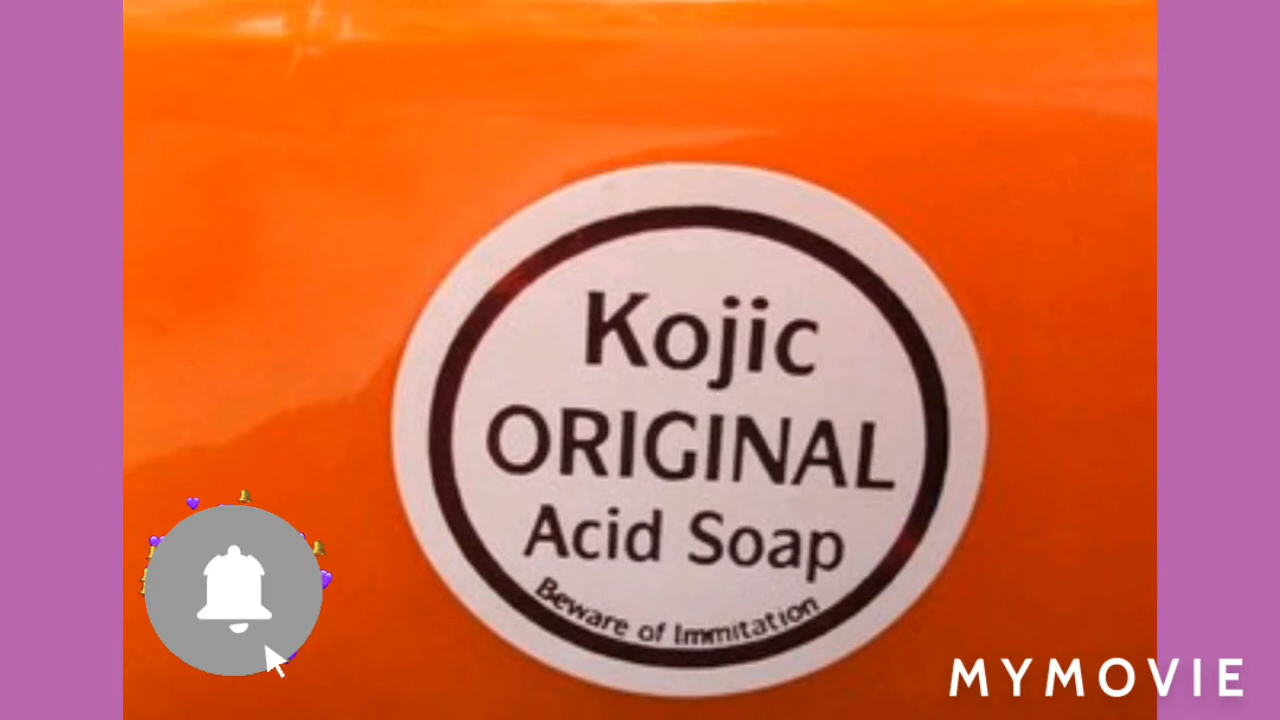 Kojic
ORIGINAL
Acid Soap
Beware of Immitation
MYMOVIE